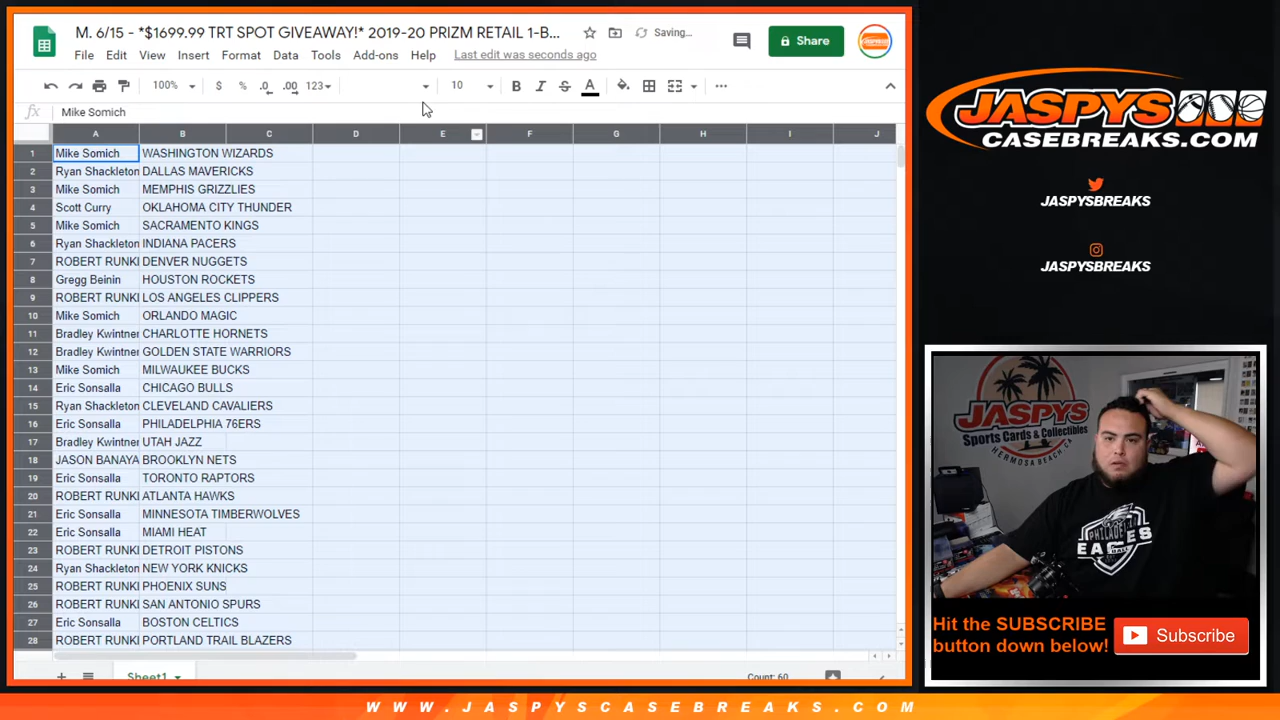 M. 6/15 - *$1699.99 TRT SPOT GIVEAWAY!* 2019-20 PRIZM RETAIL 1-B...
Saving...
Share
File Edit View Insert Format Data Tools Add-ons Help Last edit was seconds ago
100% $ % .0 .00 123 10 B I S A
fx Mike Somich
A B C D E F G H I J
1 Mike Somich WASHINGTON WIZARDS
2 Ryan Shackleton DALLAS MAVERICKS
3 Mike Somich MEMPHIS GRIZZLIES
4 Scott Curry OKLAHOMA CITY THUNDER
5 Mike Somich SACRAMENTO KINGS
6 Ryan Shackleton INDIANA PACERS
7 ROBERT RUNKL DENVER NUGGETS
8 Gregg Beinin HOUSTON ROCKETS
9 ROBERT RUNKL LOS ANGELES CLIPPERS
10 Mike Somich ORLANDO MAGIC
11 Bradley Kwintner CHARLOTTE HORNETS
12 Bradley Kwintner GOLDEN STATE WARRIORS
13 Mike Somich MILWAUKEE BUCKS
14 Eric Sonsalla CHICAGO BULLS
15 Ryan Shackleton CLEVELAND CAVALIERS
16 Eric Sonsalla PHILADELPHIA 76ERS
17 Bradley Kwintner UTAH JAZZ
18 JASON BANAYA BROOKLYN NETS
19 Eric Sonsalla TORONTO RAPTORS
20 ROBERT RUNKL ATLANTA HAWKS
21 Eric Sonsalla MINNESOTA TIMBERWOLVES
22 Eric Sonsalla MIAMI HEAT
23 ROBERT RUNKL DETROIT PISTONS
24 Ryan Shackleton NEW YORK KNICKS
25 ROBERT RUNKL PHOENIX SUNS
26 ROBERT RUNKL SAN ANTONIO SPURS
27 Eric Sonsalla BOSTON CELTICS
28 ROBERT RUNKL PORTLAND TRAIL BLAZERS
Sheet1
Count: 60
JASPYS
CASEBREAKS.COM
JASPYSBREAKS
JASPYSBREAKS
JASPYS
Sports Cards & Collectibles
HERMOSA BEACH, CA
PHILADELPHIA
EAGLES
Hit the SUBSCRIBE
button down below!
Subscribe
WWW.JASPYSCASEBREAKS.COM